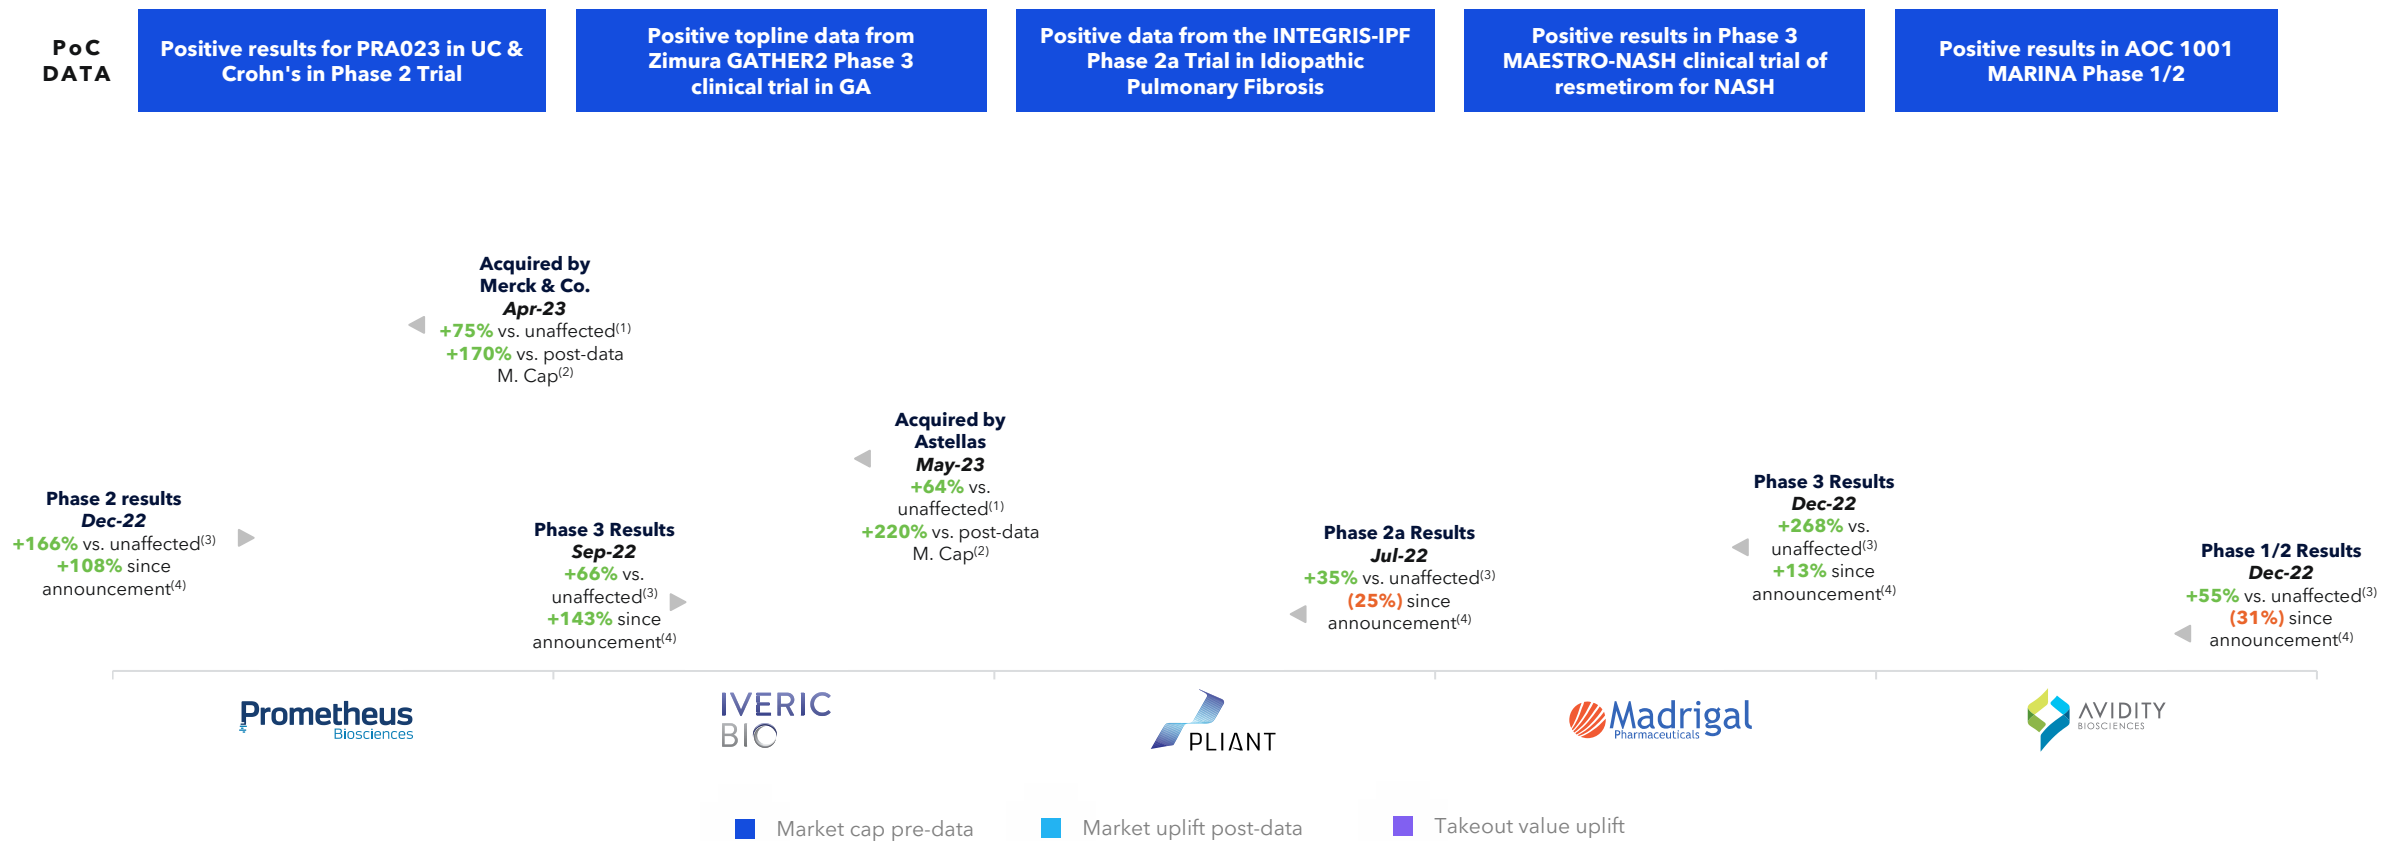 PoC
DATA
Positive results for PRA023 in UC &
Crohn's in Phase 2 Trial
Positive topline data from
Zimura GATHER2 Phase 3
clinical trial in GA
Positive data from the INTEGRIS-IPF
Phase 2a Trial in Idiopathic
Pulmonary Fibrosis
Positive results in Phase 3
MAESTRO-NASH clinical trial of
resmetirom for NASH
Positive results in AOC 1001
MARINA Phase 1/2
Phase 2 results
Dec-22
+166% vs. unaffected(3)
+108% since
announcement(4)
Acquired by
Merck & Co.
Apr-23
+75% vs. unaffected(1)
+170% vs. post-data
M. Cap(2)
Phase 3 Results
Sep-22
+66% vs.
unaffected(3)
+143% since
announcement(4)
Acquired by
Astellas
May-23
+64% vs.
unaffected(1)
+220% vs. post-data
M. Cap(2)
Phase 2a Results
Jul-22
+35% vs. unaffected(3)
(25%) since
announcement(4)
Phase 3 Results
Dec-22
+268% vs.
unaffected(3)
+13% since
announcement(4)
Phase 1/2 Results
Dec-22
+55% vs. unaffected(3)
(31%) since
announcement(4)
Prometheus
Biosciences
IVERIC
BIO
PLIANT
Madrigal
Pharmaceuticals
AVIDITY
BIOSCIENCES
Market cap pre-data
Market uplift post-data
Takeout value uplift